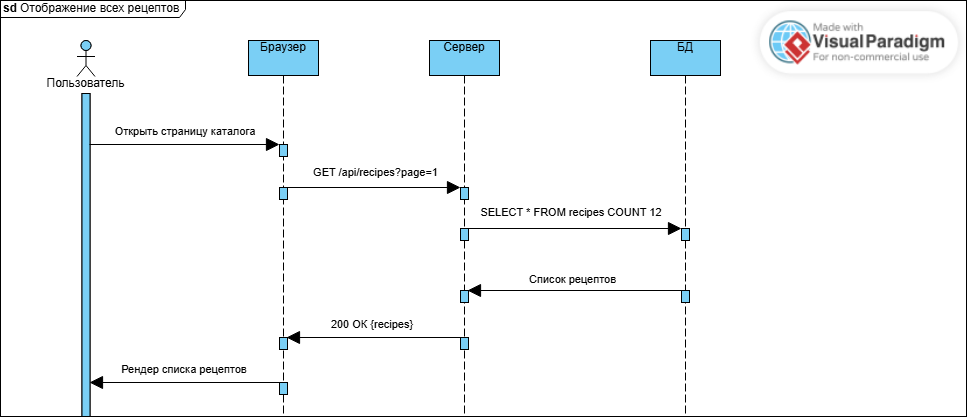 sd Отображение всех рецептов
Made with
Visual Paradigm
For non-commercial use
Браузер
Сервер
БД
Пользователь
Открыть страницу каталога
GET /api/recipes?page=1
SELECT * FROM recipes COUNT 12
Список рецептов
200 OK {recipes}
Рендер списка рецептов